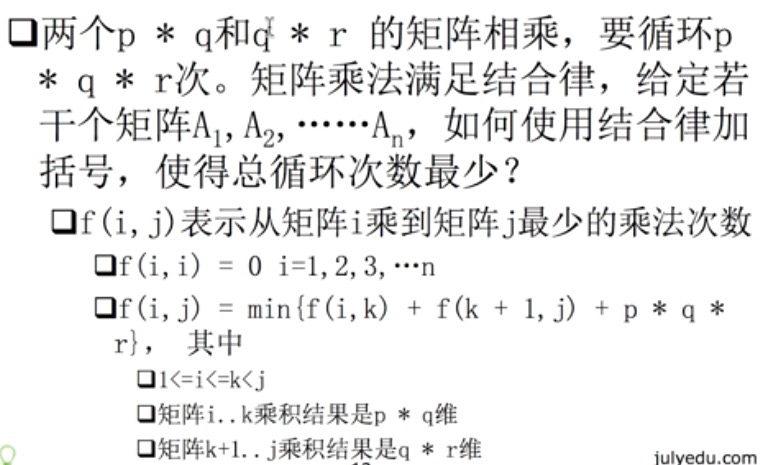 ❑两个p * q和q * r 的矩阵相乘，要循环p
* q * r次。矩阵乘法满足结合律，给定若
干个矩阵A1,A2,……An，如何使用结合律加
括号，使得总循环次数最少？
❑f(i,j)表示从矩阵i乘到矩阵j最少的乘法次数
❑f(i,i) = 0 i=1,2,3,…n
❑f(i,j) = min{f(i,k) + f(k + 1,j) + p * q *
r}， 其中
❑1<=i<=k<j
❑矩阵i..k乘积结果是p * q维
❑矩阵k+1..j乘积结果是q * r维
julyedu.com